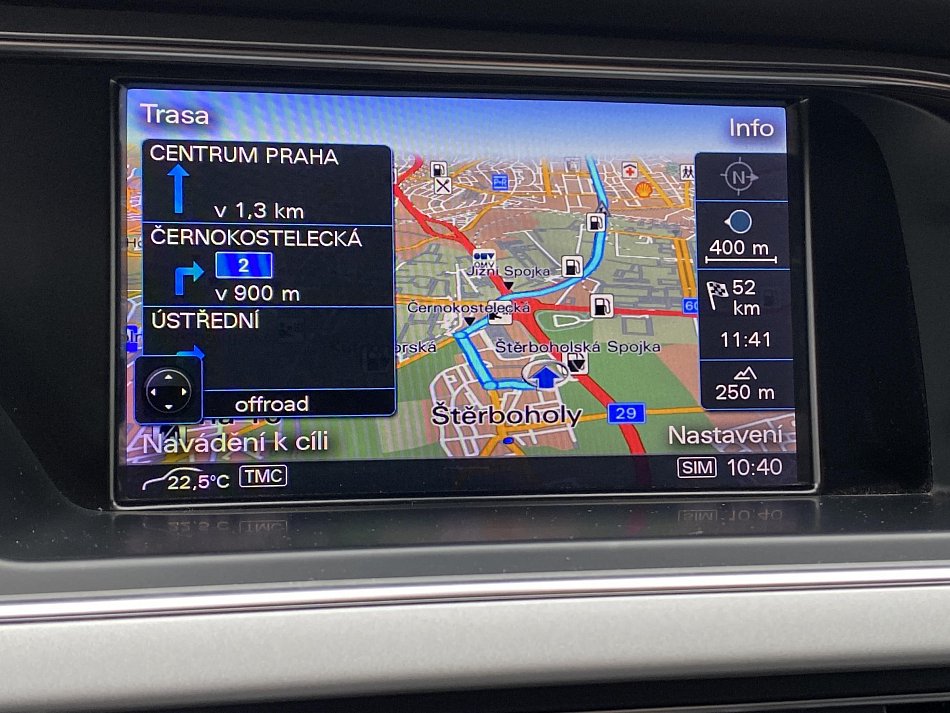 Trasa
Info
CENTRUM PRAHA
v 1,3 km
ČERNOKOSTELECKÁ
2
v 900 m
ÚSTŘEDNÍ
offroad
P+R
OMV
Jižní Spojka
Černokostelecká
Štěrboholská Spojka
Štěrboholy
29
N
400 m
52
km
11:41
250 m
Navádění k cíli
Nastavení
22,5°C
TMC
SIM
10:40